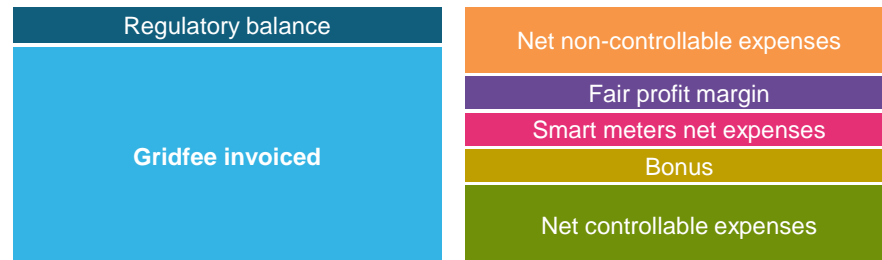 Regulatory balance
Gridfee invoiced
Net non-controllable expenses
Fair profit margin
Smart meters net expenses
Bonus
Net controllable expenses